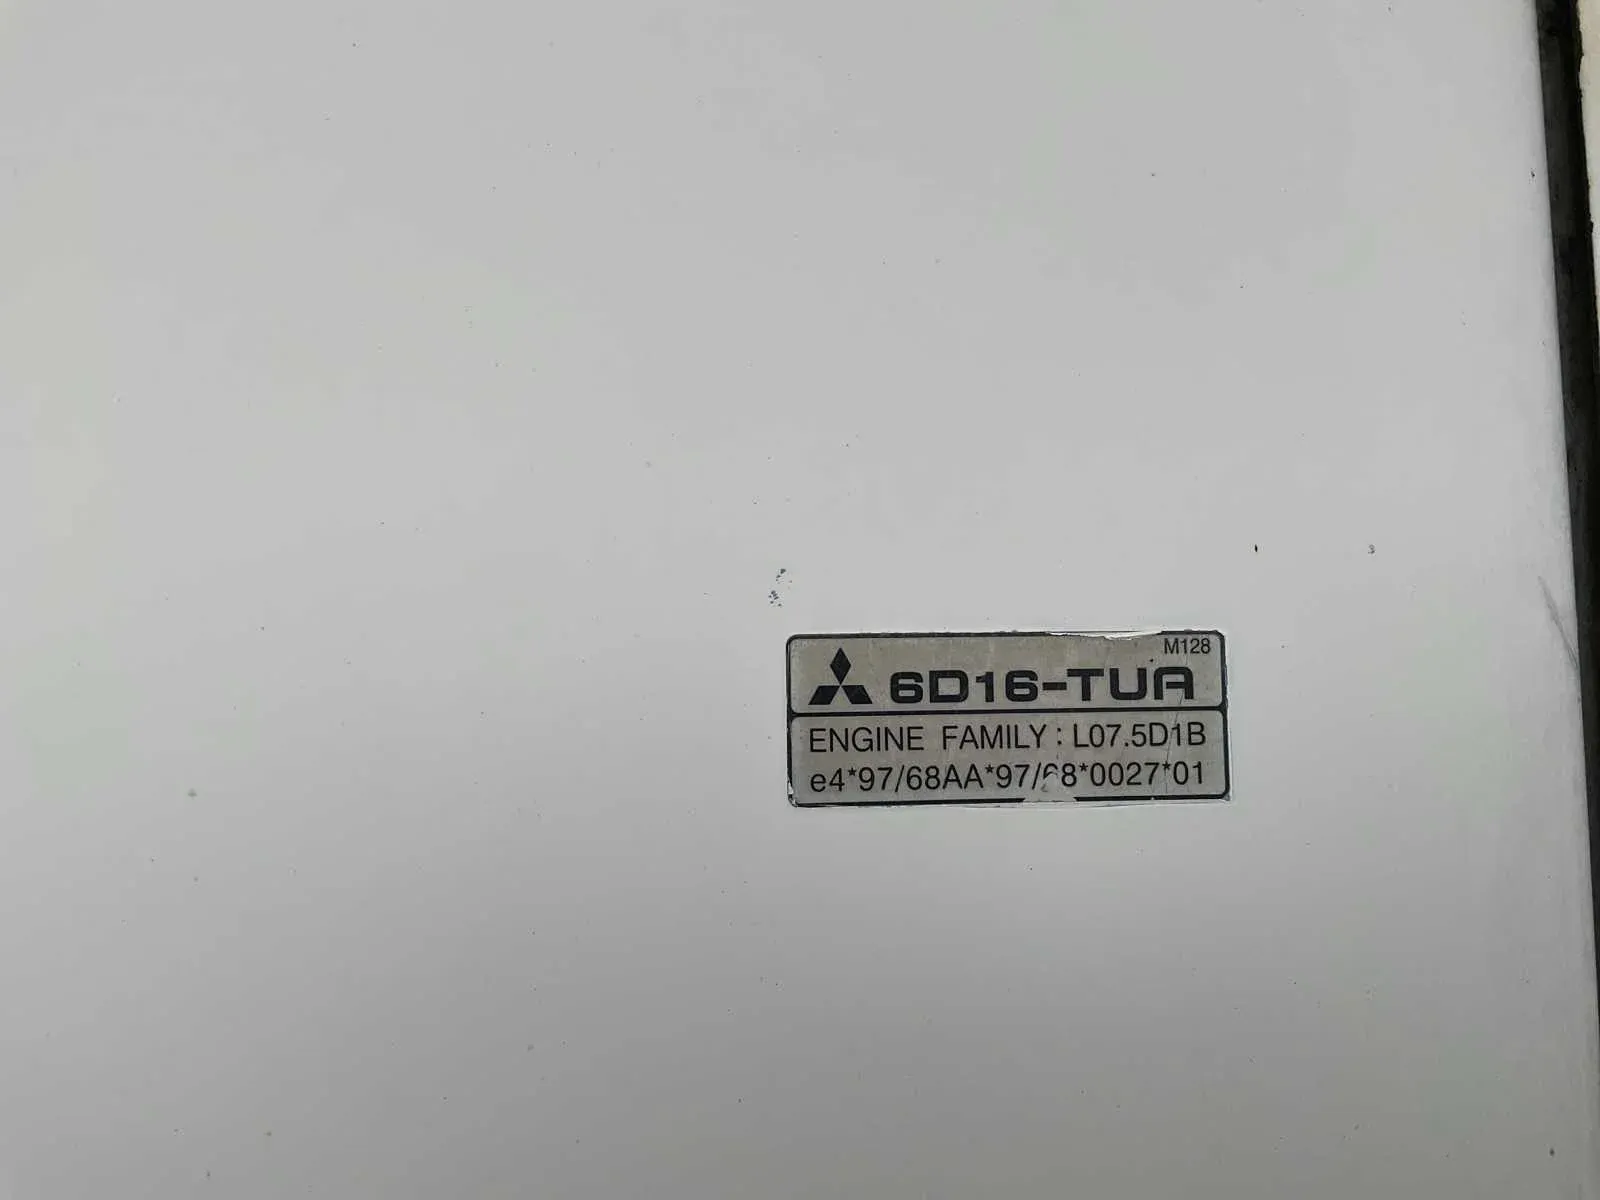 M128
6D16-TUA
ENGINE FAMILY : L07.5D1B
e4*97/68AA*97/68*0027*01